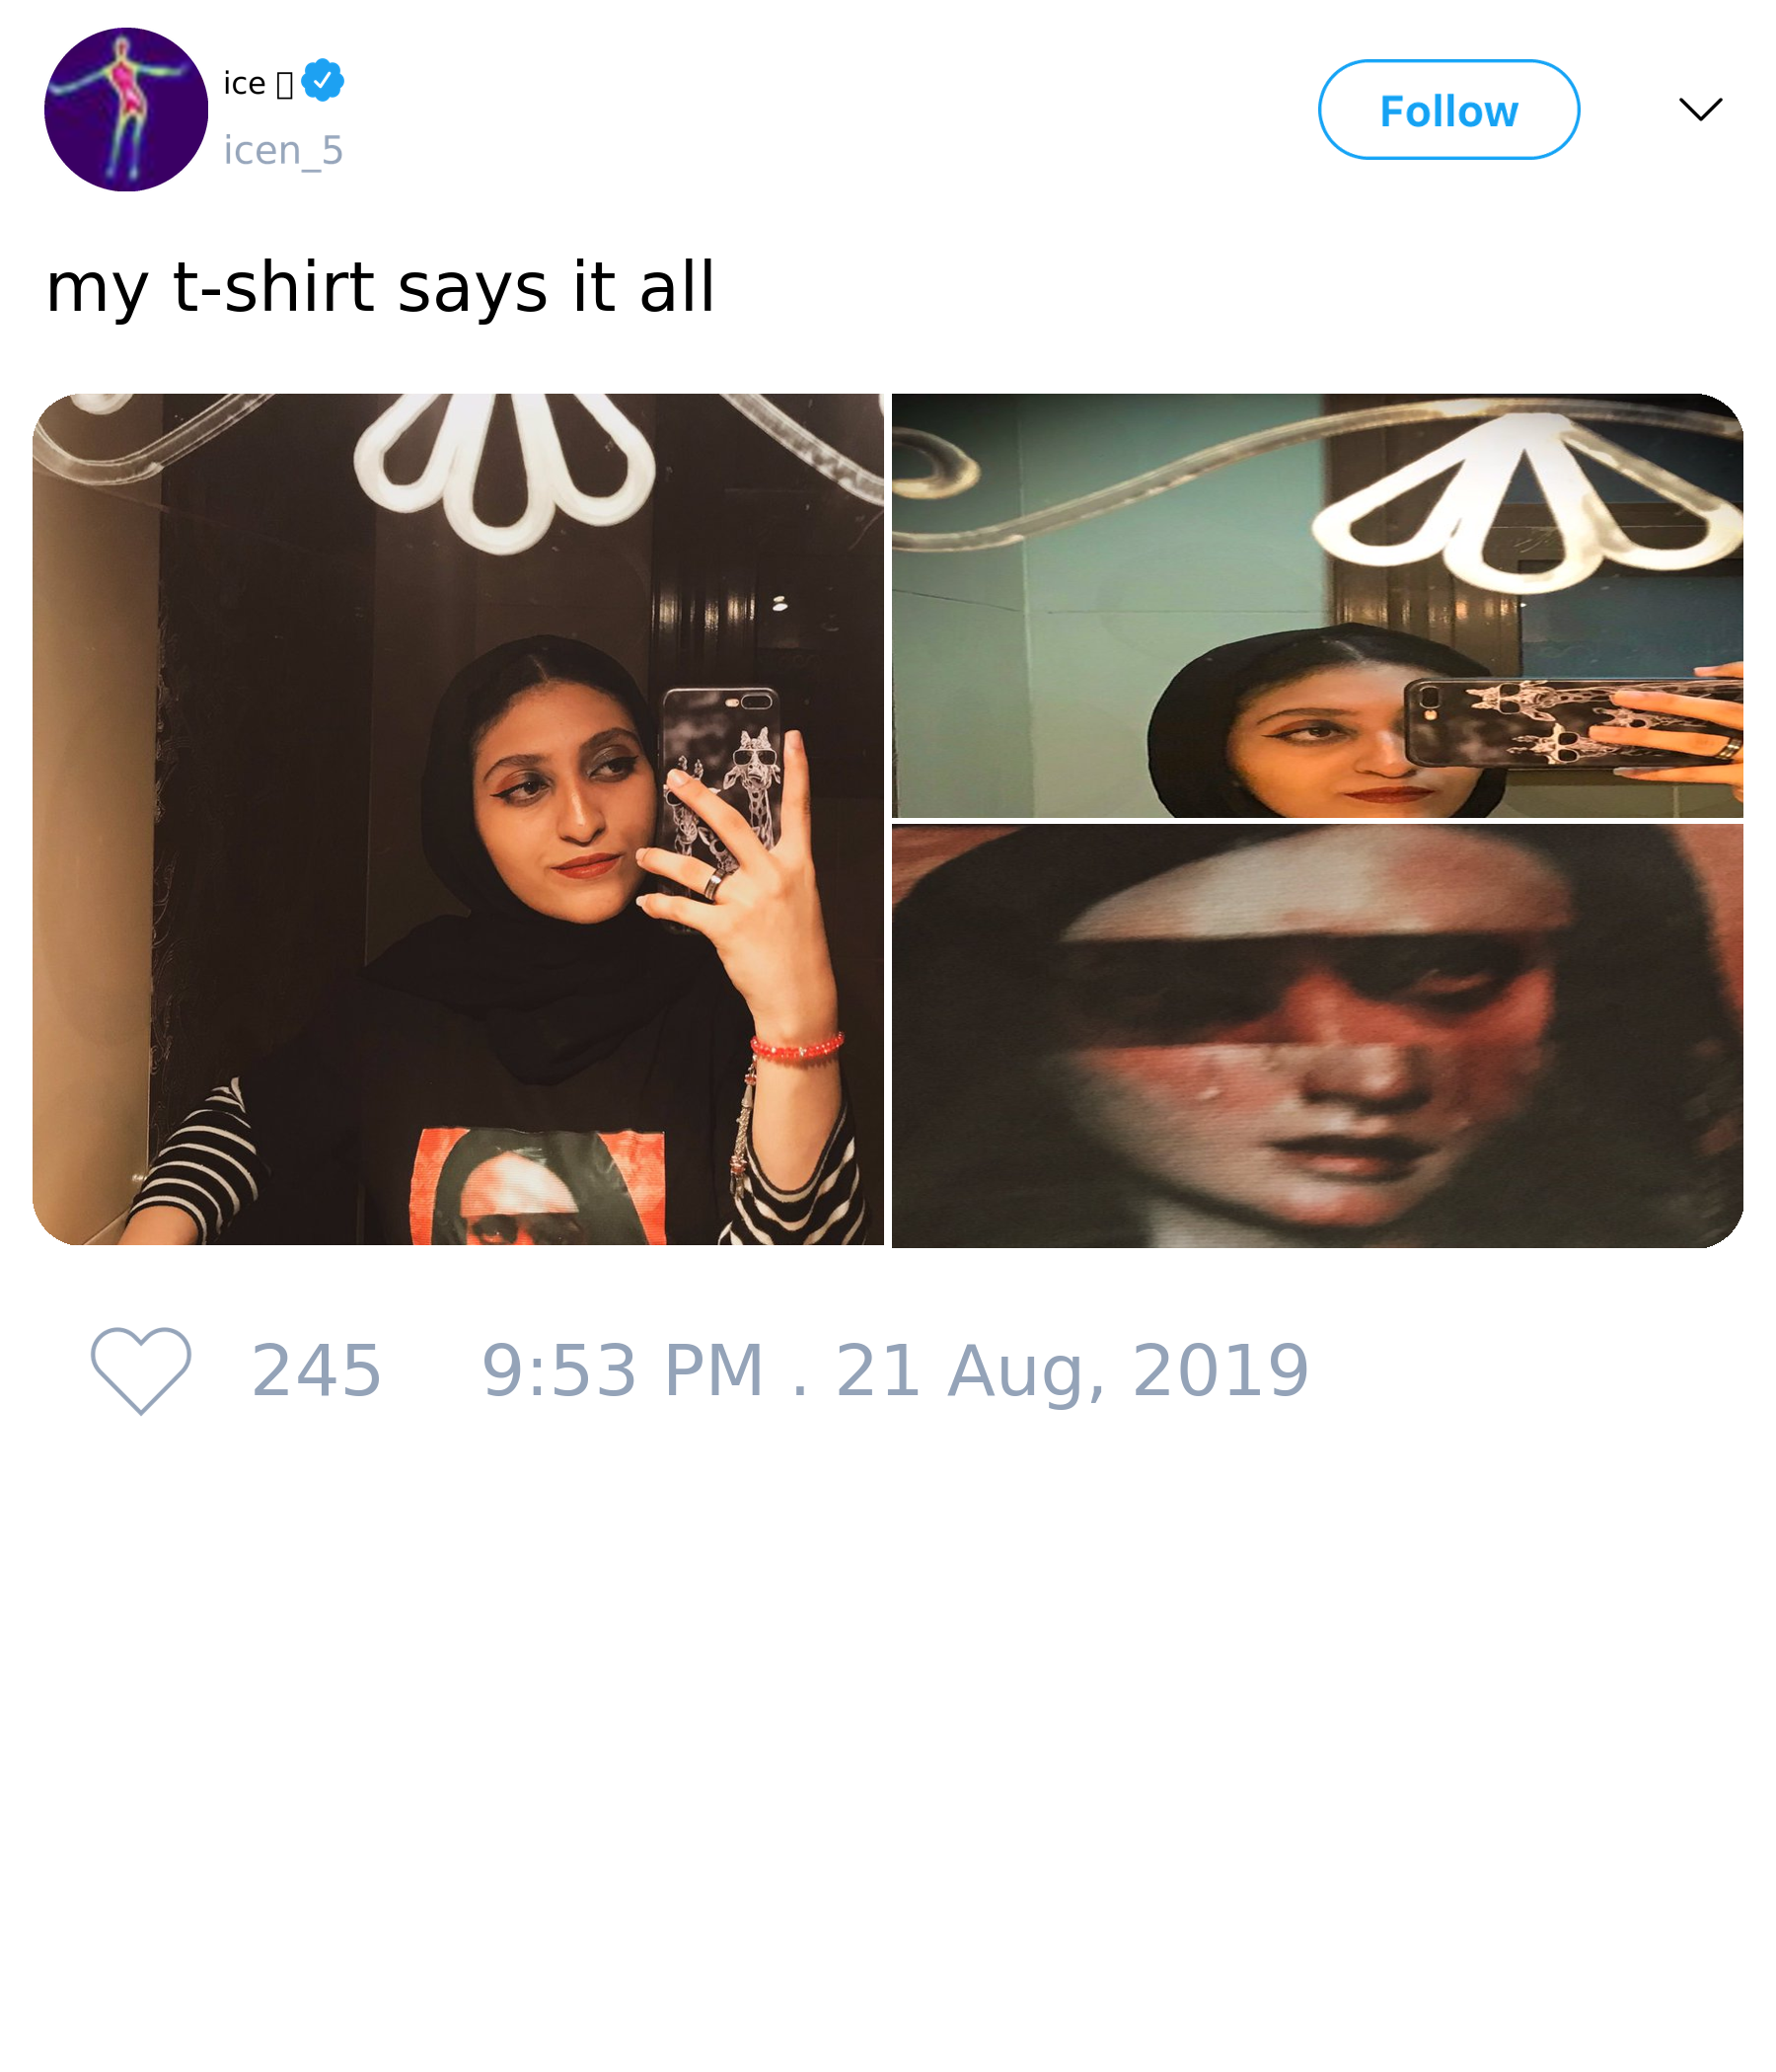 ice
icen_5
Follow
my t-shirt says it all
245 9:53 PM . 21 Aug, 2019